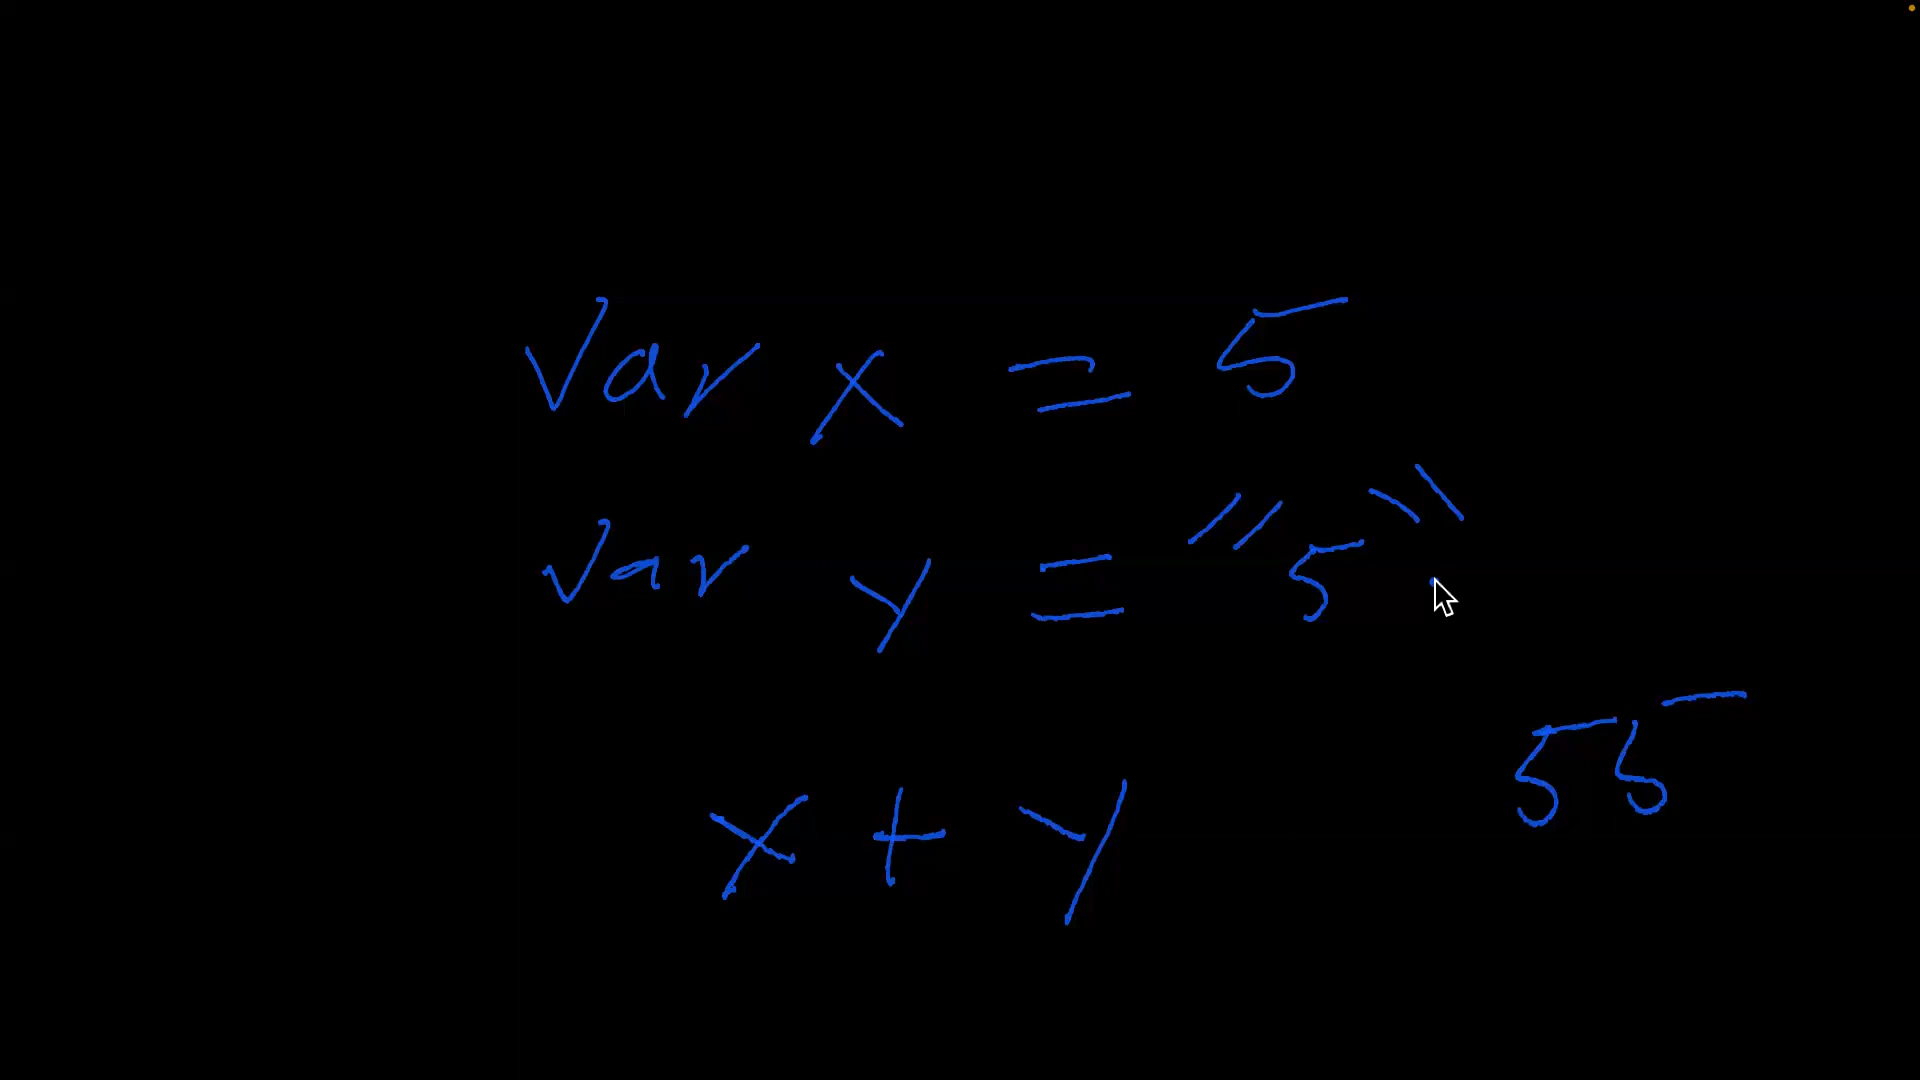 Var x = 5
Var y = "5"
55
x + y